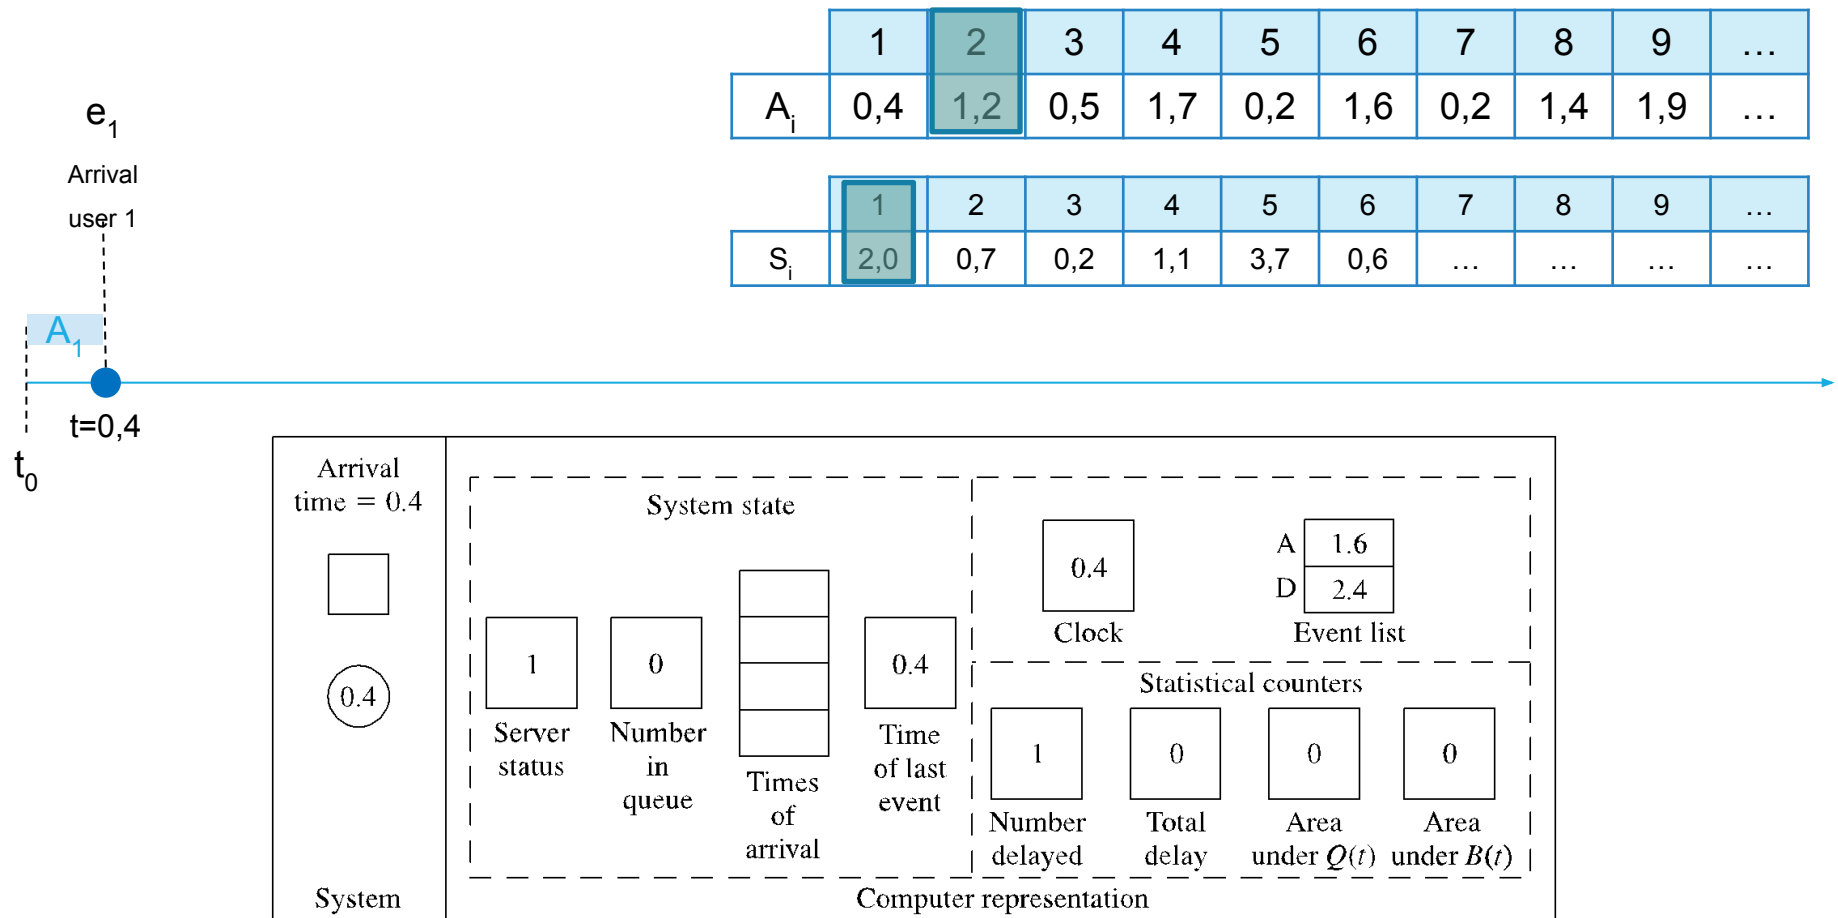 1 2 3 4 5 6 7 8 9 …
A_i 0,4 1,2 0,5 1,7 0,2 1,6 0,2 1,4 1,9 …
1 2 3 4 5 6 7 8 9 …
S_i 2,0 0,7 0,2 1,1 3,7 0,6 … … … …
e_1
Arrival
user 1
A_1
t=0,4
t_0
Arrival
time = 0.4
0.4
System
System state
1
Server
status
0
Number
in
queue
Times
of
arrival
0.4
Time
of last
event
0.4
Clock
A 1.6
D 2.4
Event list
Statistical counters
1
Number
delayed
0
Total
delay
0
Area
under Q(t)
0
Area
under B(t)
Computer representation